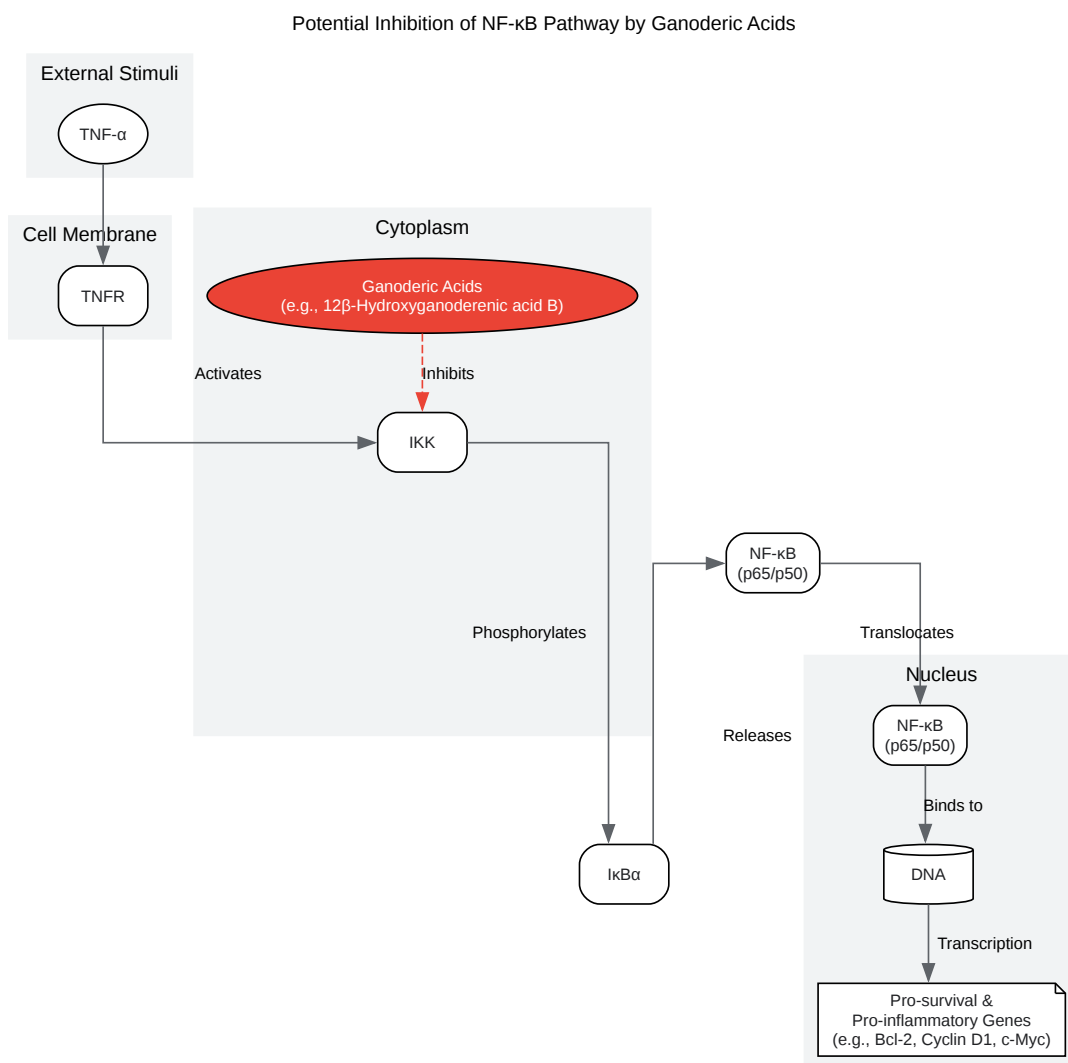 Potential Inhibition of NF-κB Pathway by Ganoderic Acids
External Stimuli
TNF-α
Cell Membrane
TNFR
Cytoplasm
Ganoderic Acids
(e.g., 12β-Hydroxyganoderenic acid B)
Activates
Inhibits
IKK
NF-κB
(p65/p50)
Phosphorylates
Translocates
Nucleus
NF-κB
(p65/p50)
Releases
Binds to
IκBα
DNA
Transcription
Pro-survival &
Pro-inflammatory Genes
(e.g., Bcl-2, Cyclin D1, c-Myc)